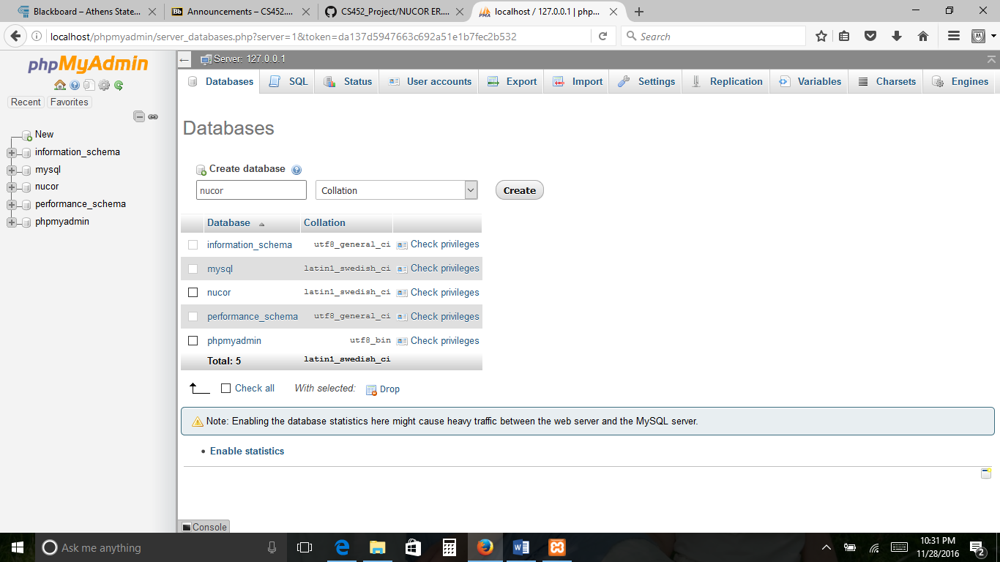 Blackboard – Athens State... Announcements – CS452.... CS452_Project/NUCOR ER.... localhost / 127.0.0.1 | php...
localhost/phpmyadmin/server_databases.php?server=1&token=da137d5947663c692a51e1b7fec2b532 Search
phpMyAdmin
Recent Favorites
New
information_schema
mysql
nucor
performance_schema
phpmyadmin
Server: 127.0.0.1
Databases SQL Status User accounts Export Import Settings Replication Variables Charsets Engines
Databases
Create database
nucor Collation Create
Database Collation
information_schema utf8_general_ci Check privileges
mysql latin1_swedish_ci Check privileges
nucor latin1_swedish_ci Check privileges
performance_schema utf8_general_ci Check privileges
phpmyadmin utf8_bin Check privileges
Total: 5 latin1_swedish_ci
Check all With selected: Drop
Note: Enabling the database statistics here might cause heavy traffic between the web server and the MySQL server.
• Enable statistics
Console
Ask me anything
10:31 PM
11/28/2016
2